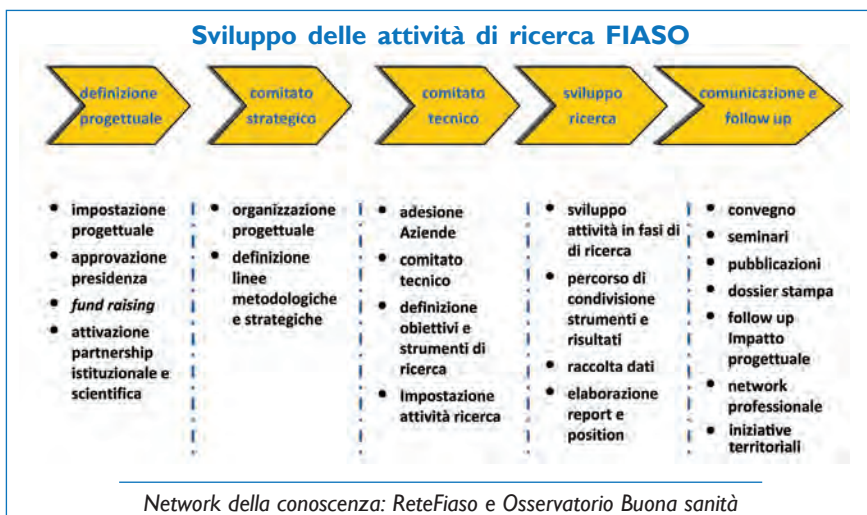 Sviluppo delle attività di ricerca FIASO
definizione
progettuale
comitato
strategico
comitato
tecnico
sviluppo
ricerca
comunicazione e
follow up
• impostazione
progettuale
• approvazione
presidenza
• fund raising
• attivazione
partnership
istituzionale e
scientifica
• organizzazione
progettuale
• definizione
linee
metodologiche
e strategiche
• adesione
Aziende
• comitato
tecnico
• definizione
obiettivi e
strumenti di
ricerca
• Impostazione
attività ricerca
• sviluppo
attività in fasi di
di ricerca
• percorso di
condivisione
strumenti e
risultati
• raccolta dati
• elaborazione
report e
position
• convegno
• seminari
• pubblicazioni
• dossier stampa
• follow up
Impatto
progettuale
• network
professionale
• iniziative
territoriali
Network della conoscenza: ReteFiaso e Osservatorio Buona sanità